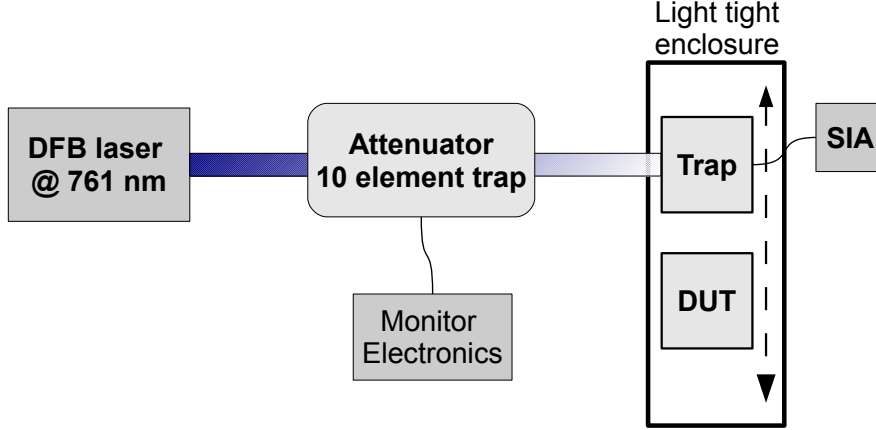 Light tight
enclosure
DFB laser
@ 761 nm
Attenuator
10 element trap
Trap
SIA
DUT
Monitor
Electronics